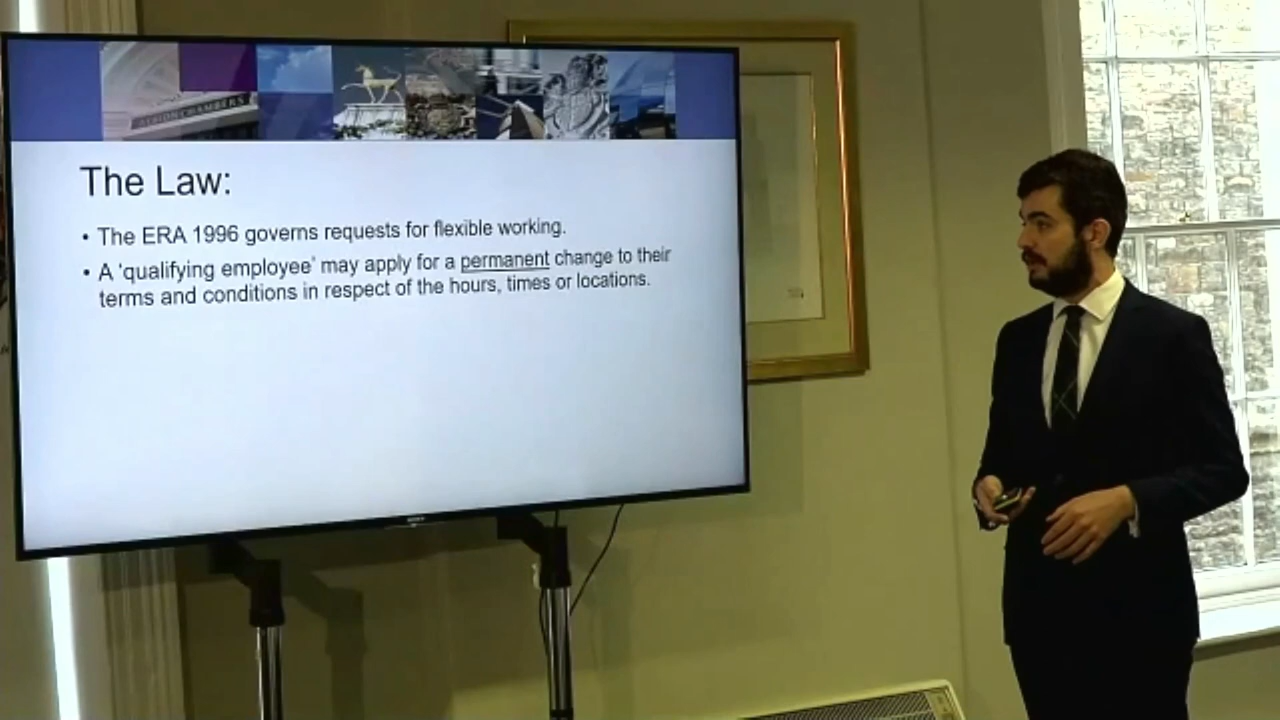 ALBION CHAMBERS
The Law:
• The ERA 1996 governs requests for flexible working.
• A 'qualifying employee' may apply for a permanent change to their
terms and conditions in respect of the hours, times or locations.
SONY